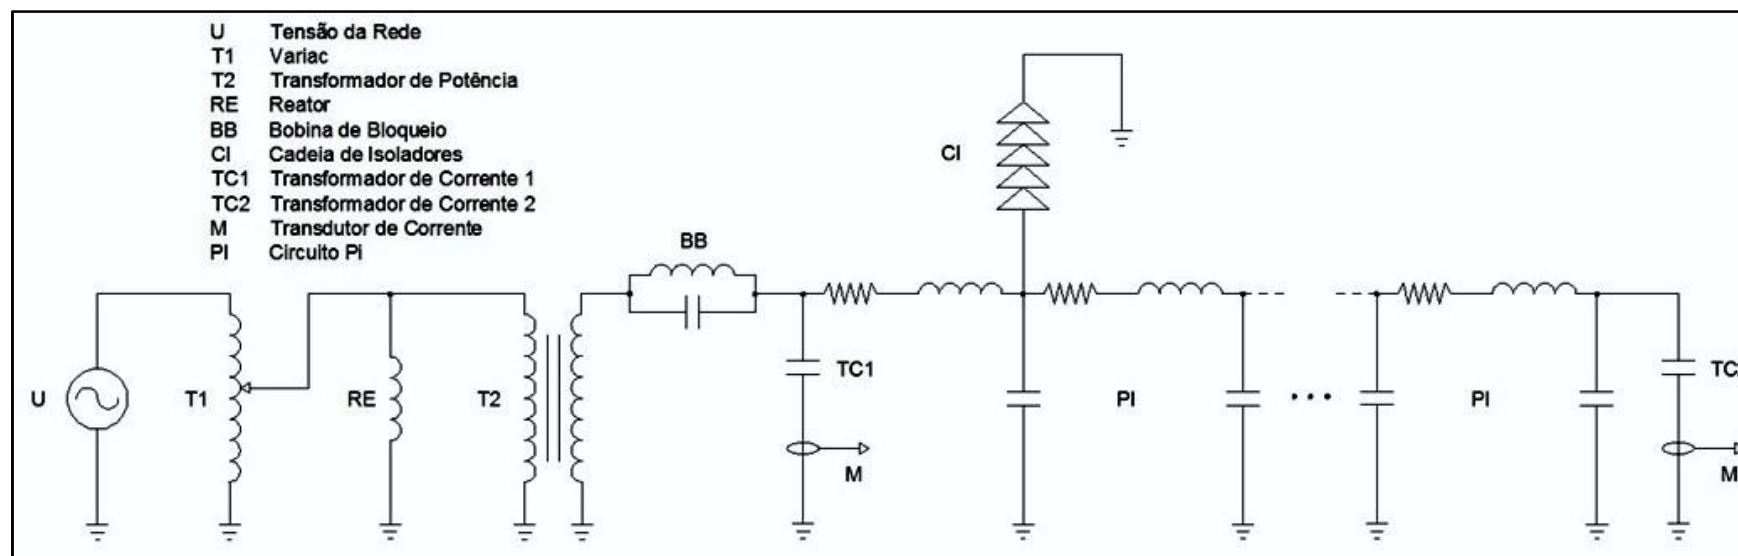 U Tensão da Rede
T1 Variac
T2 Transformador de Potência
RE Reator
BB Bobina de Bloqueio
CI Cadeia de Isoladores
TC1 Transformador de Corrente 1
TC2 Transformador de Corrente 2
M Transdutor de Corrente
PI Circuito Pi
CI
BB
TC1
TC
U
T1
RE
T2
PI
PI
M
M